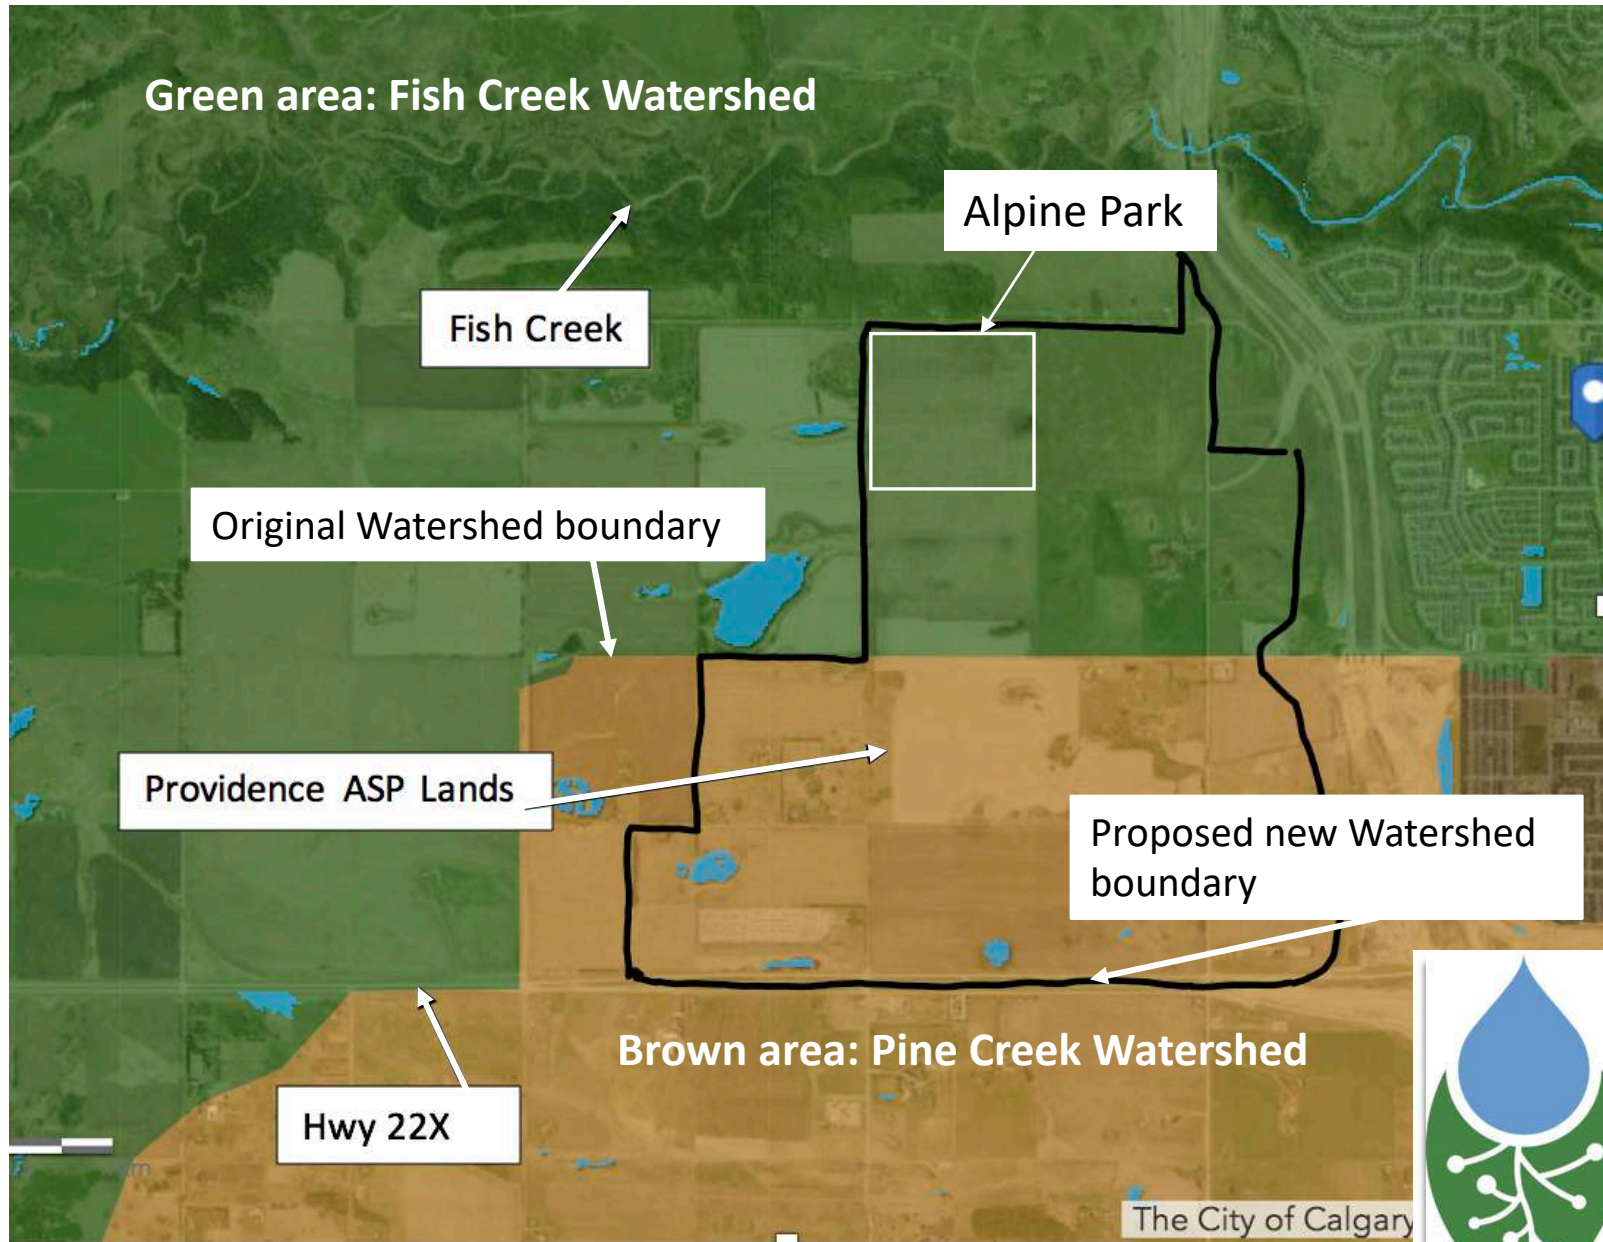 Green area: Fish Creek Watershed
Alpine Park
Fish Creek
Original Watershed boundary
Providence ASP Lands
Proposed new Watershed
boundary
Brown area: Pine Creek Watershed
Hwy 22X
The City of Calgary